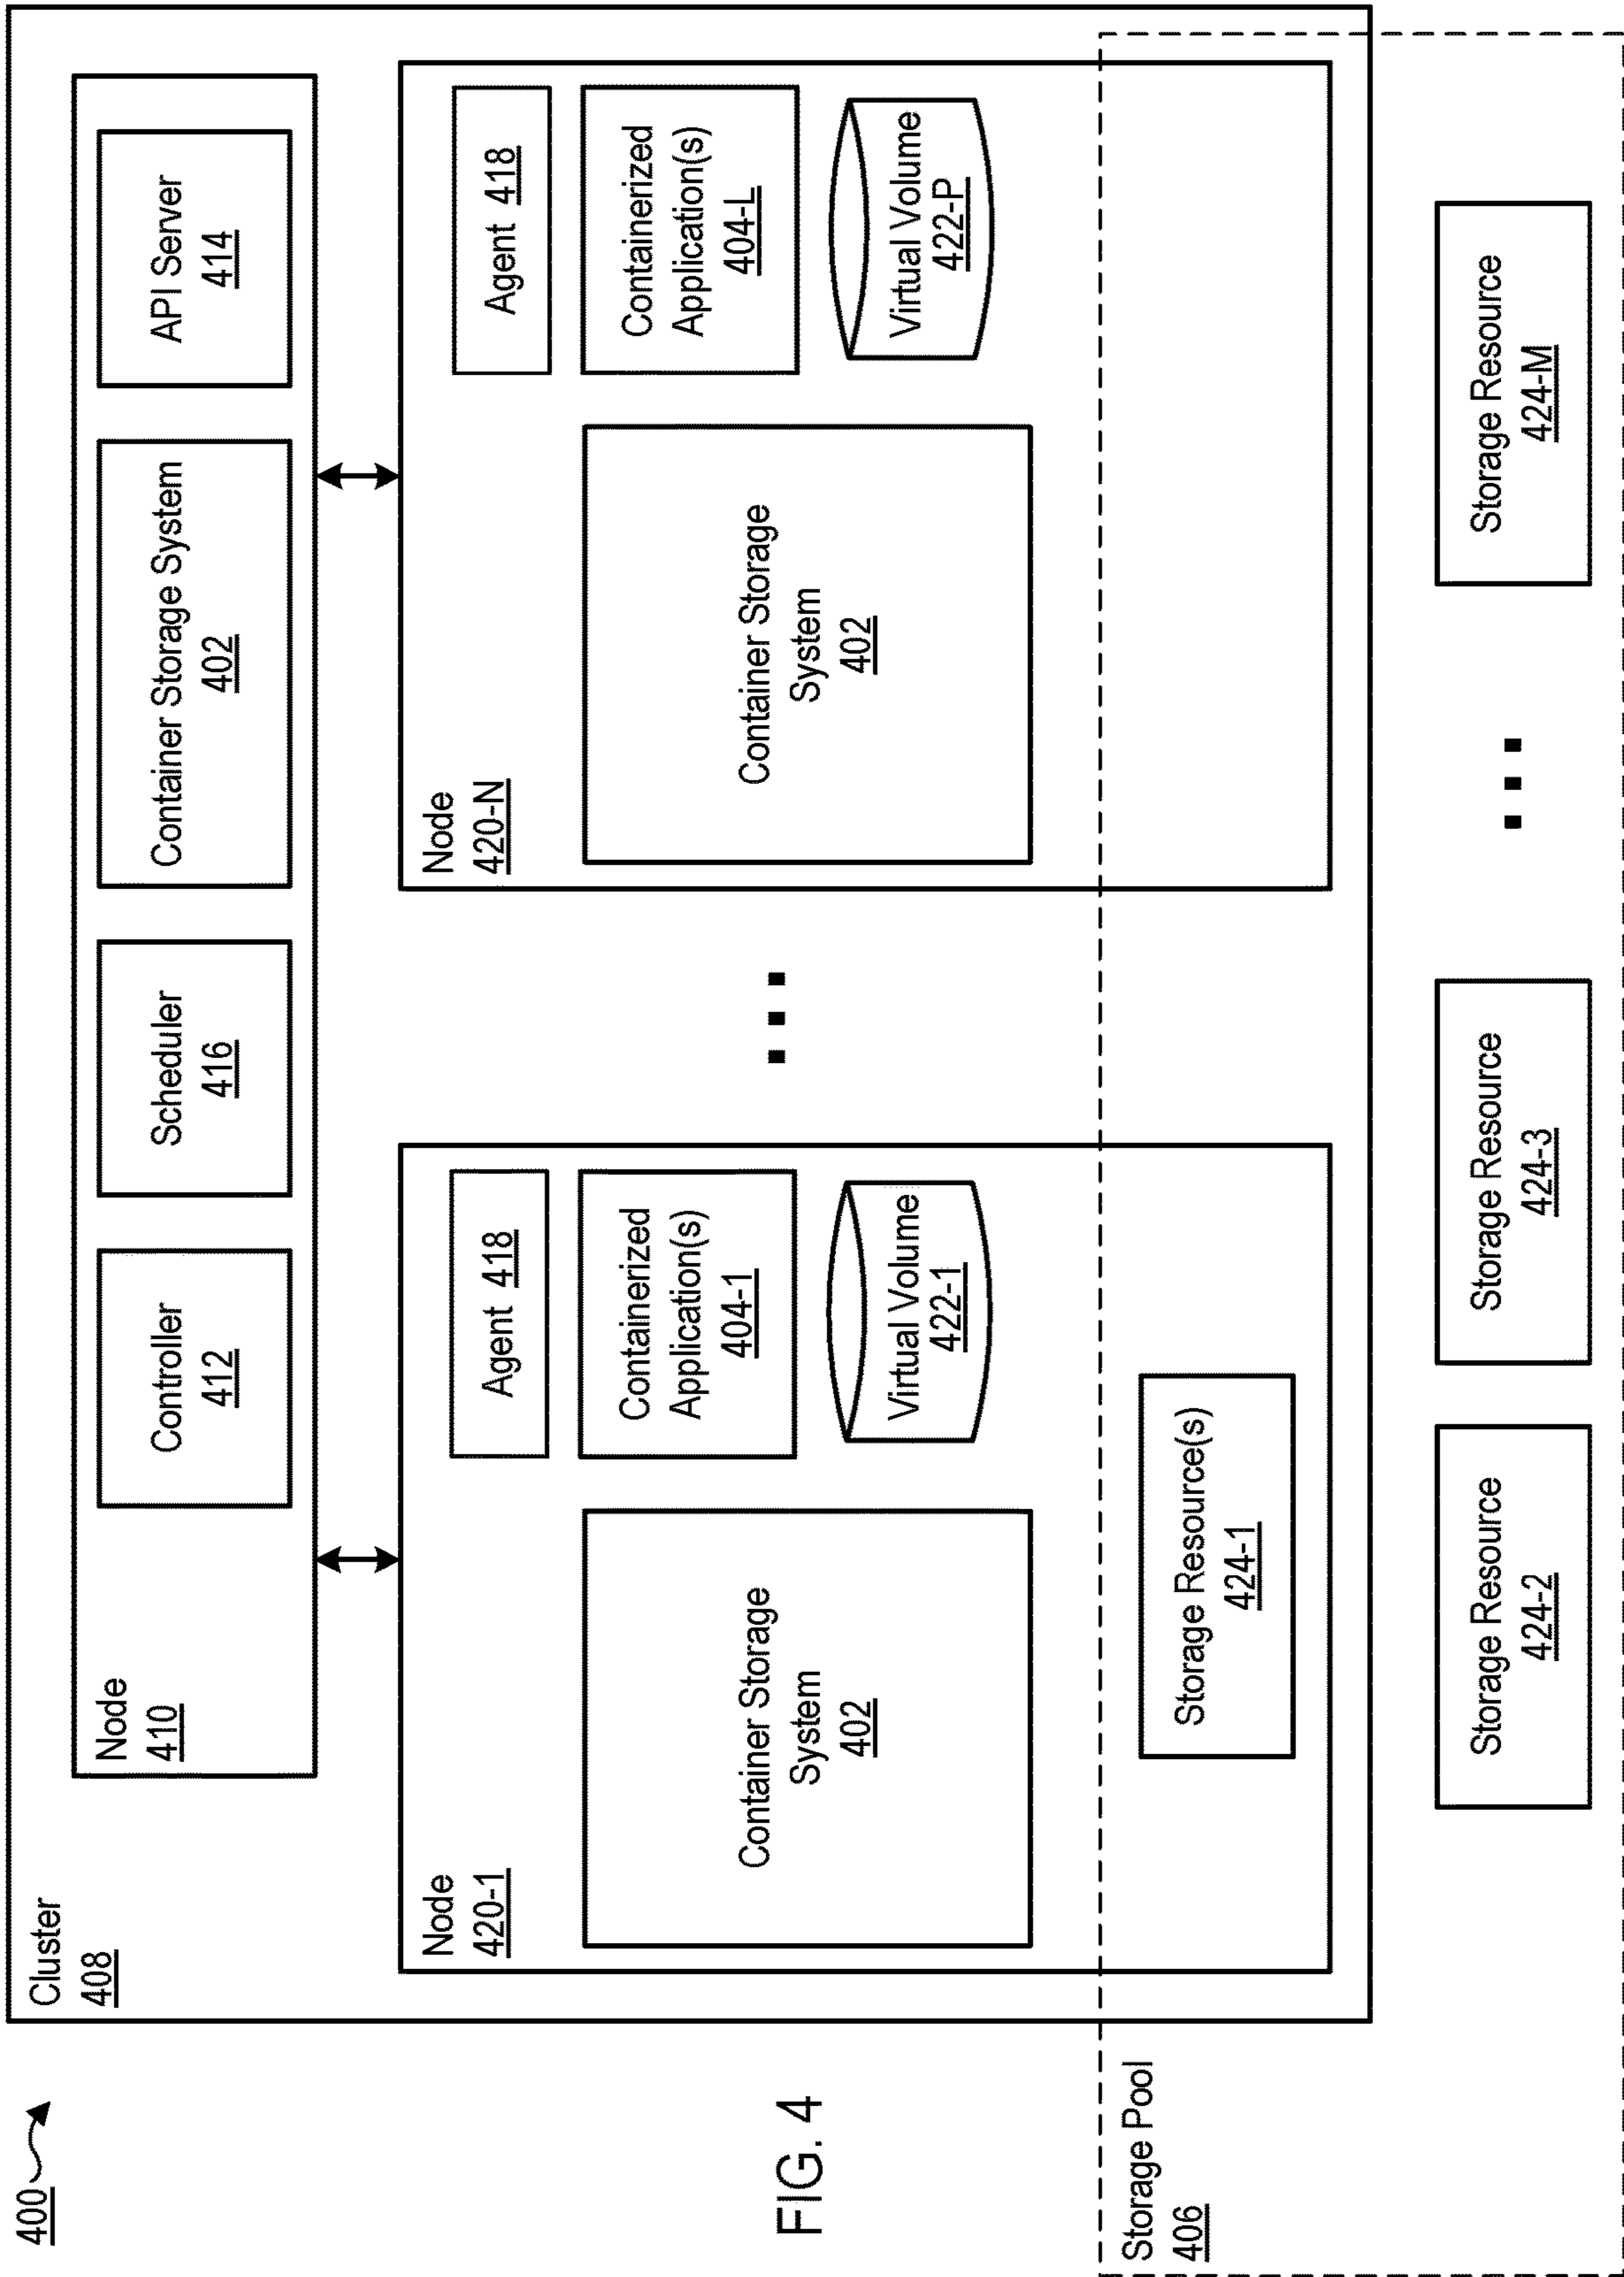 400
Cluster
408
Node
410
Controller
412
Scheduler
416
Container Storage System
402
API Server
414
Node
420-1
Agent 418
Container Storage
System
402
Containerized
Application(s)
404-1
Virtual Volume
422-1
Storage Resource(s)
424-1
Node
420-N
Agent 418
Container Storage
System
402
Containerized
Application(s)
404-L
Virtual Volume
422-P
Storage Pool
406
Storage Resource
424-2
Storage Resource
424-3
Storage Resource
424-M
FIG. 4